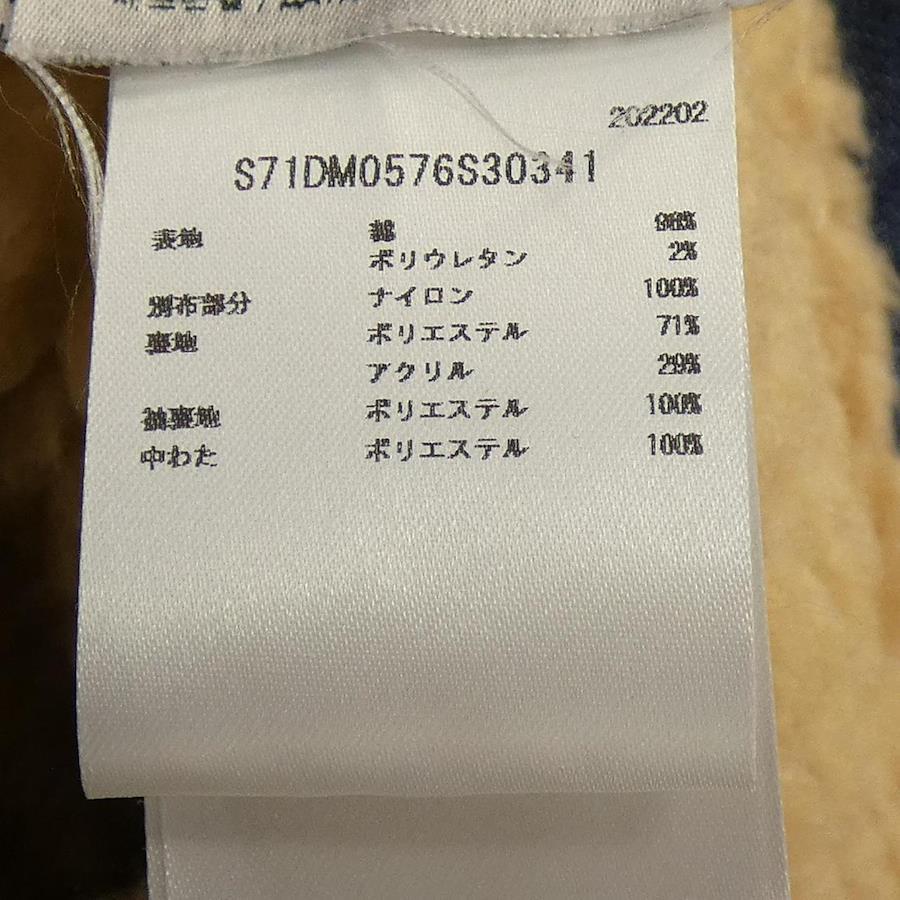 202202
S71DM0576S30341
表地 綿 98%
ポリウレタン 2%
別布部分 ナイロン 100%
裏地 ポリエステル 71%
アクリル 29%
袖裏地 ポリエステル 100%
中わた ポリエステル 100%